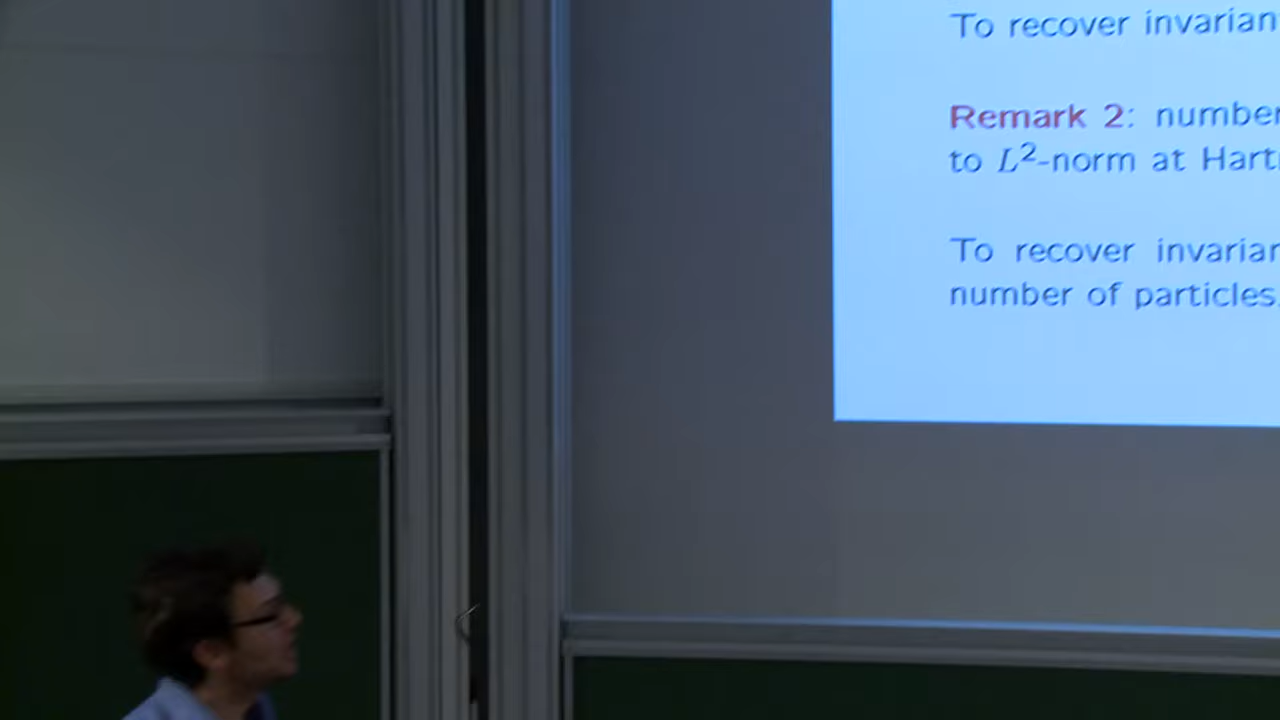 To recover invarian
Remark 2: number
to L²-norm at Hart
To recover invarian
number of particles